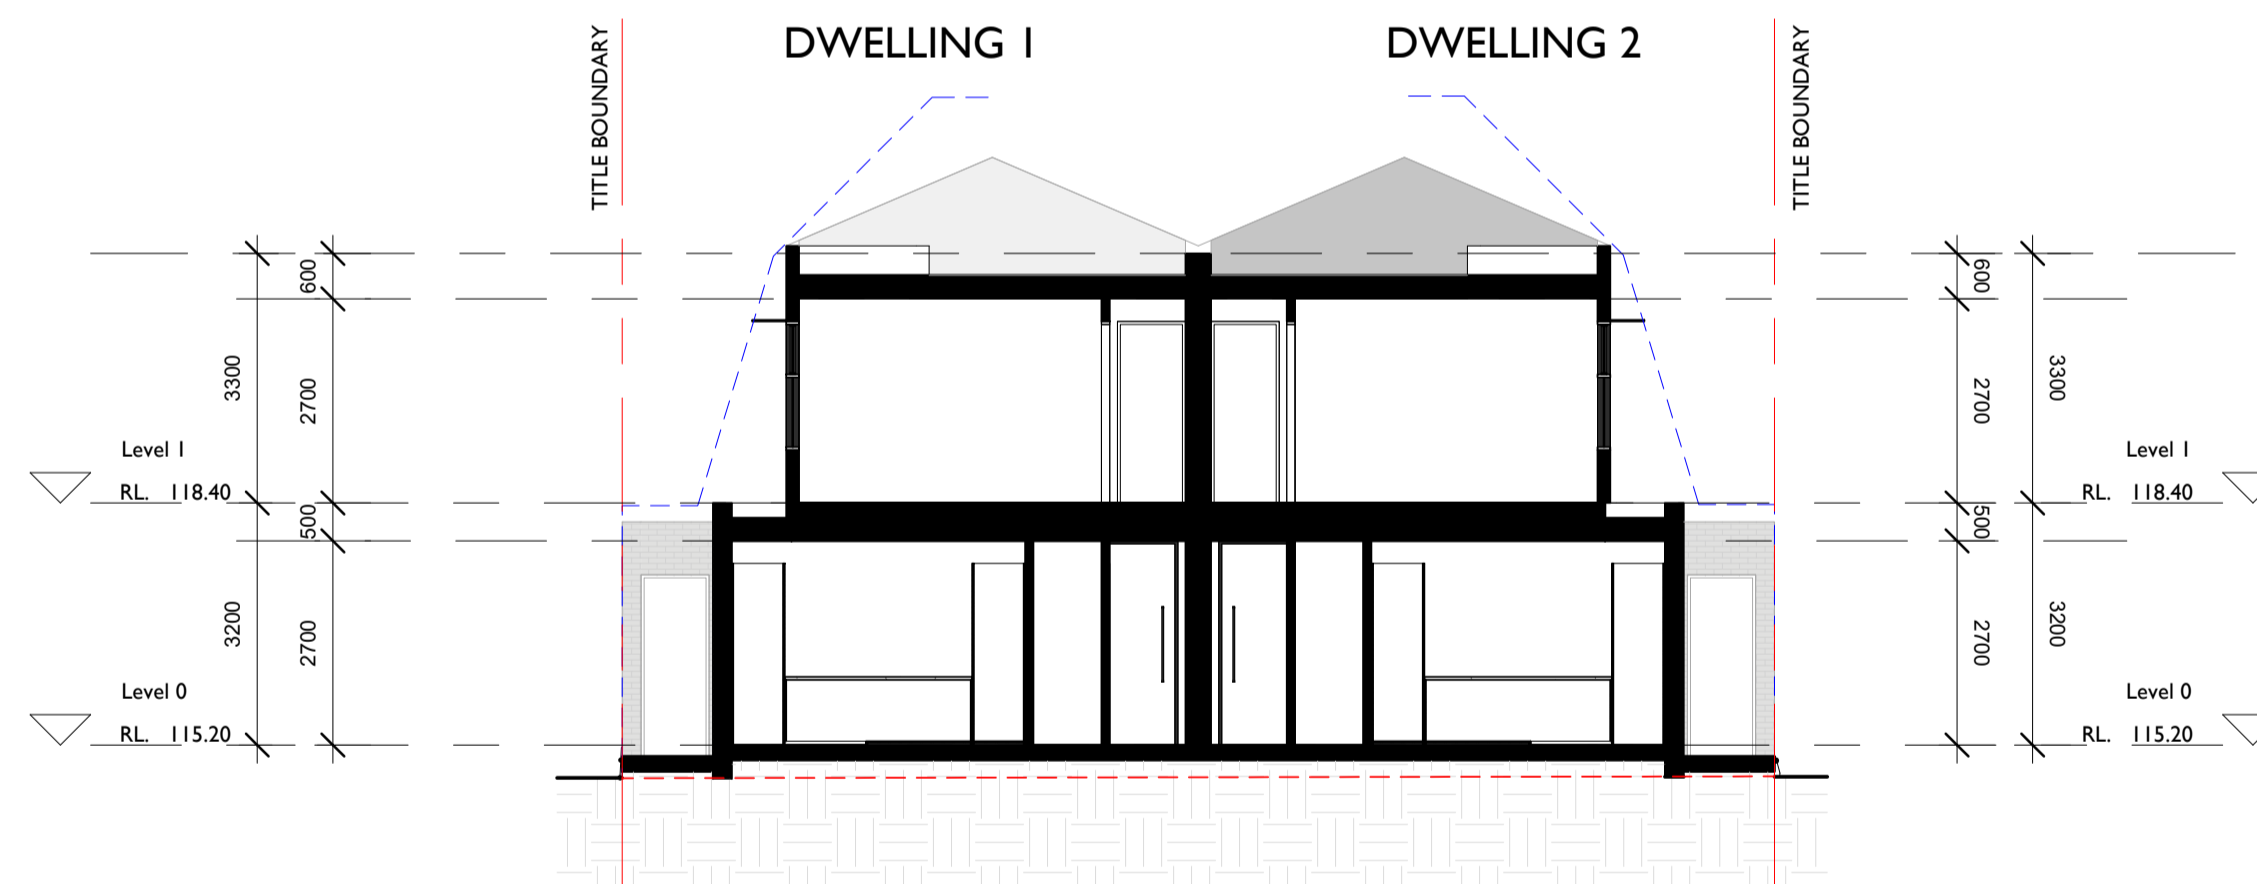 DWELLING 1
DWELLING 2
TITLE BOUNDARY
TITLE BOUNDARY
600
3300
2700
Level 1
RL. 118.40
500
3200
2700
Level 0
RL. 115.20
600
2700
3300
Level 1
RL. 118.40
500
2700
3200
Level 0
RL. 115.20